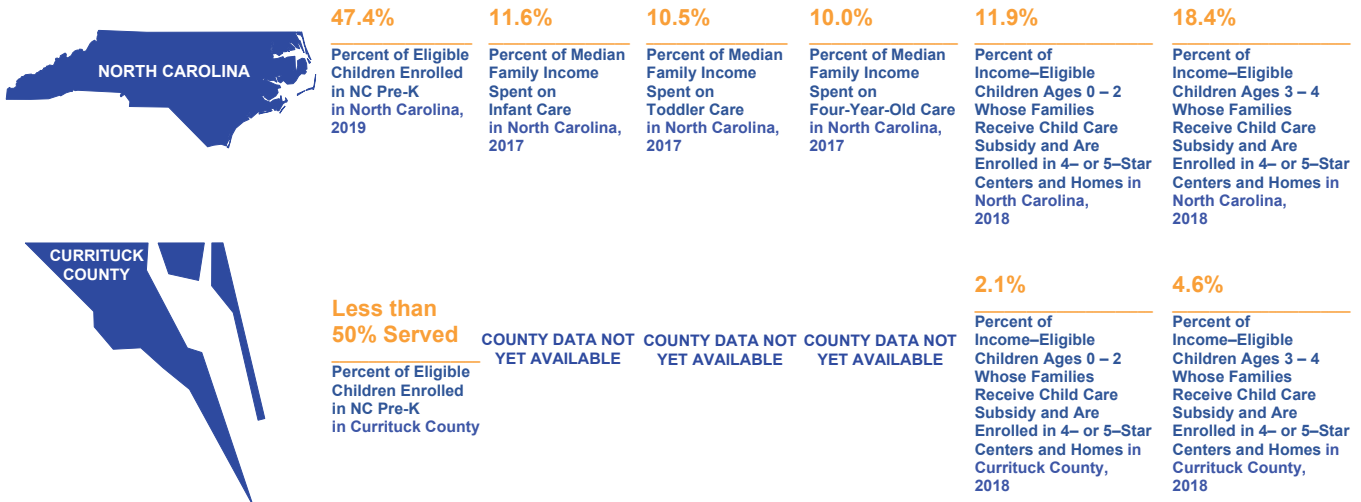 NORTH CAROLINA
47.4%
Percent of Eligible
Children Enrolled
in NC Pre-K
in North Carolina,
2019
11.6%
Percent of Median
Family Income
Spent on
Infant Care
in North Carolina,
2017
10.5%
Percent of Median
Family Income
Spent on
Toddler Care
in North Carolina,
2017
10.0%
Percent of Median
Family Income
Spent on
Four-Year-Old Care
in North Carolina,
2017
11.9%
Percent of
Income–Eligible
Children Ages 0 – 2
Whose Families
Receive Child Care
Subsidy and Are
Enrolled in 4– or 5–Star
Centers and Homes in
North Carolina,
2018
18.4%
Percent of
Income–Eligible
Children Ages 3 – 4
Whose Families
Receive Child Care
Subsidy and Are
Enrolled in 4– or 5–Star
Centers and Homes in
North Carolina,
2018
CURRITUCK
COUNTY
Less than
50% Served
Percent of Eligible
Children Enrolled
in NC Pre-K
in Currituck County
COUNTY DATA NOT
YET AVAILABLE
COUNTY DATA NOT
YET AVAILABLE
COUNTY DATA NOT
YET AVAILABLE
2.1%
Percent of
Income–Eligible
Children Ages 0 – 2
Whose Families
Receive Child Care
Subsidy and Are
Enrolled in 4– or 5–Star
Centers and Homes in
Currituck County,
2018
4.6%
Percent of
Income–Eligible
Children Ages 3 – 4
Whose Families
Receive Child Care
Subsidy and Are
Enrolled in 4– or 5–Star
Centers and Homes in
Currituck County,
2018